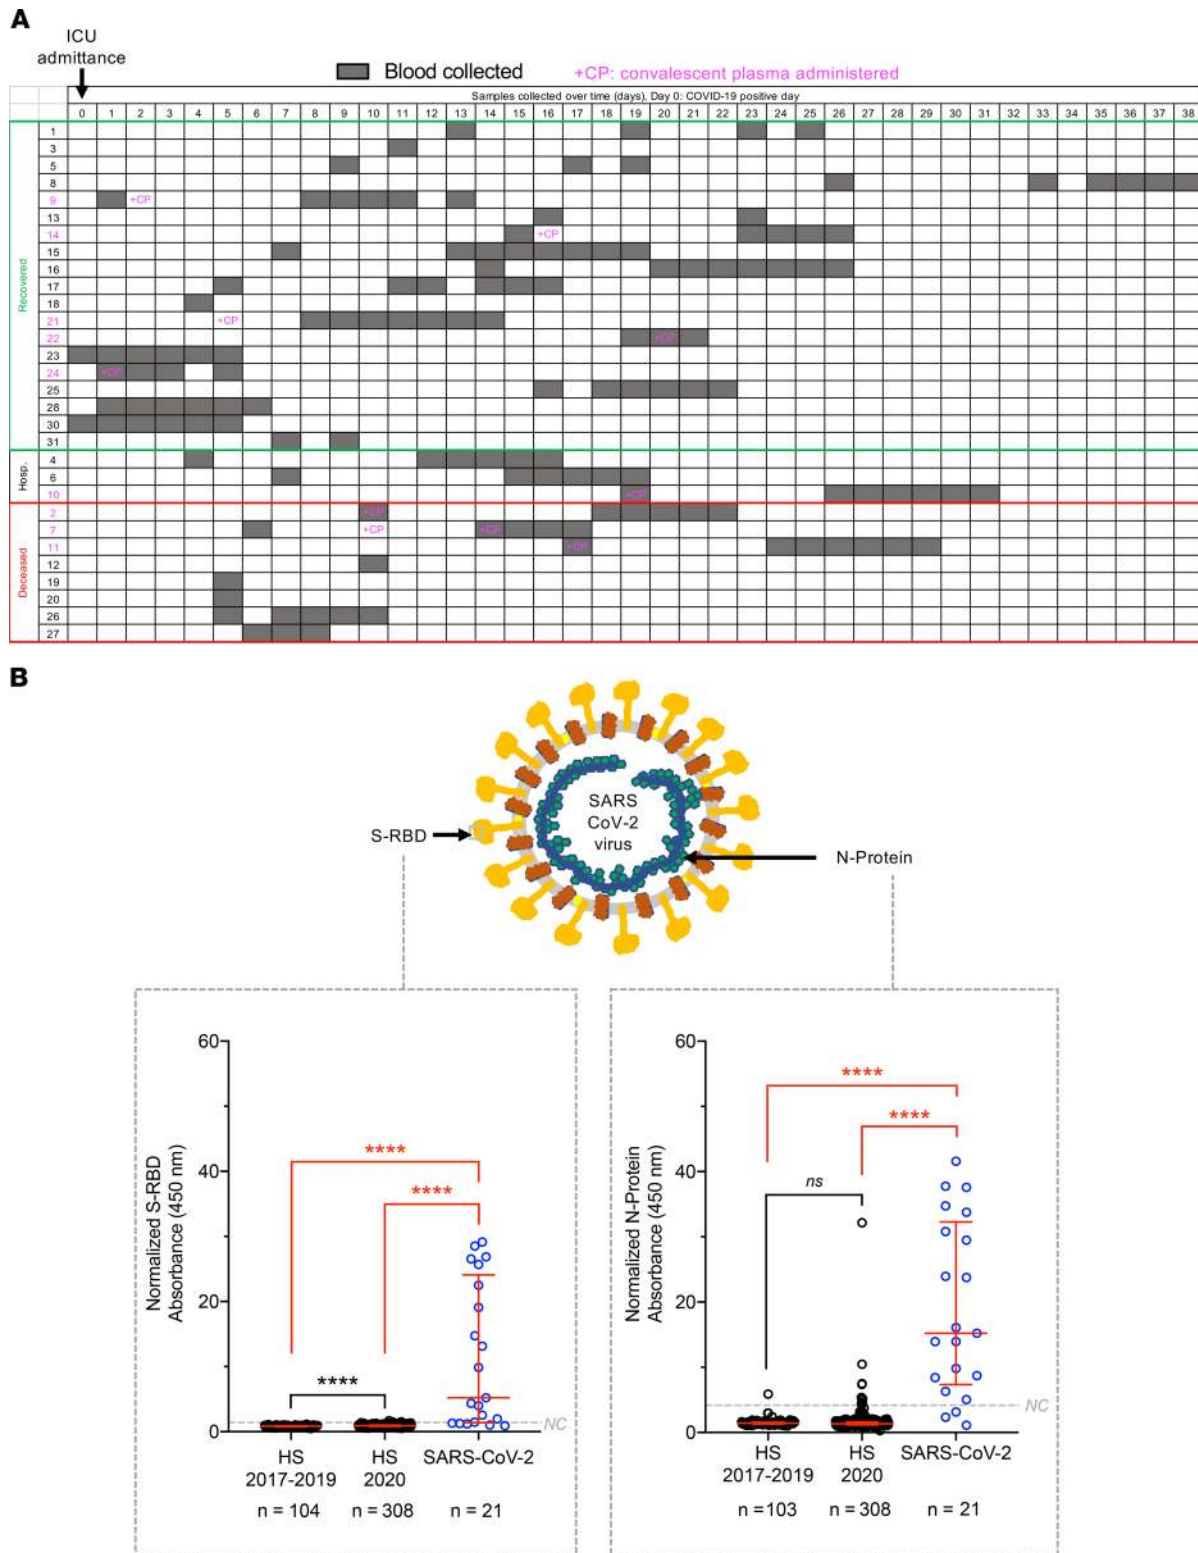 A
ICU
admittance
Blood collected
+CP: convalescent plasma administered
Samples collected over time (days), Day 0: COVID-19 positive day
0 1 2 3 4 5 6 7 8 9 10 11 12 13 14 15 16 17 18 19 20 21 22 23 24 25 26 27 28 29 30 31 32 33 34 35 36 37 38
Recovered
1
3
5
8
9 +CP
13
14 +CP
15
16
17
18
21 +CP
22 +CP
23
24 +CP
25
28
30
31
Hosp.
4
6
10 +CP
Deceased
2 +CP
7 +CP +CP
11 +CP
12
19
20
26
27
B
SARS
CoV-2
virus
S-RBD
N-Protein
Normalized S-RBD
Absorbance (450 nm)
60
40
20
0
****
****
****
NC
HS
2017-2019
HS
2020
SARS-CoV-2
n = 104
n = 308
n = 21
Normalized N-Protein
Absorbance (450 nm)
60
40
20
0
****
****
ns
NC
HS
2017-2019
HS
2020
SARS-CoV-2
n =103
n = 308
n = 21